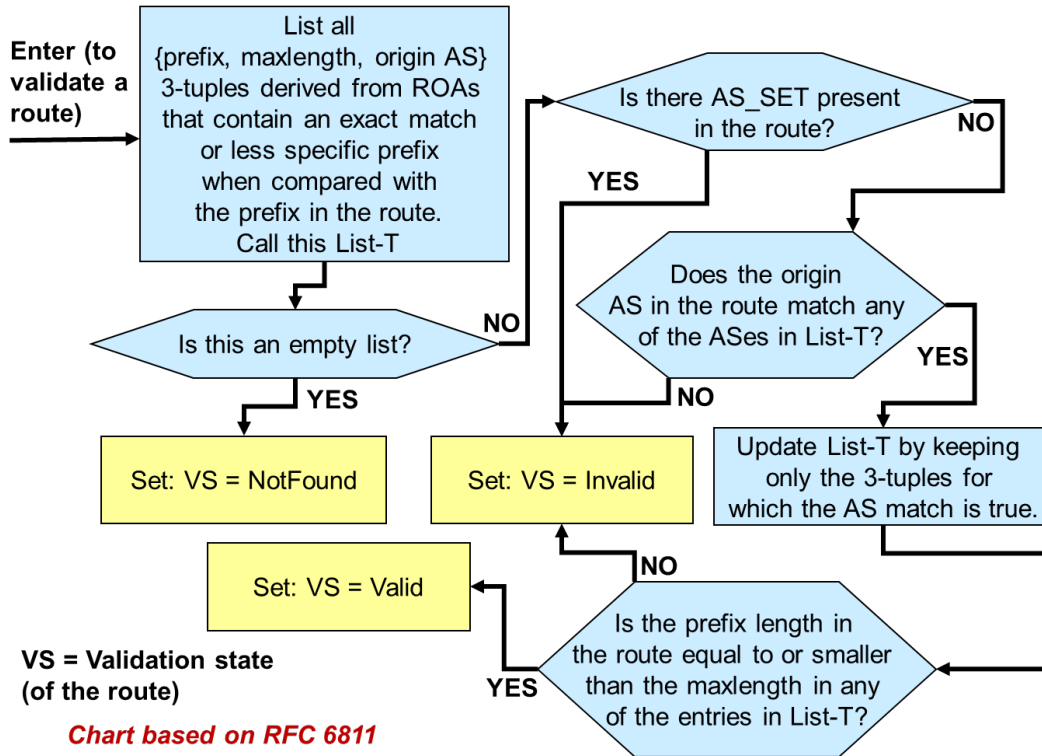 Enter (to
validate a
route)
List all
{prefix, maxlength, origin AS}
3-tuples derived from ROAs
that contain an exact match
or less specific prefix
when compared with
the prefix in the route.
Call this List-T
Is this an empty list?
NO
YES
Set: VS = NotFound
Is there AS_SET present
in the route?
NO
YES
Does the origin
AS in the route match any
of the ASes in List-T?
YES
NO
Set: VS = Invalid
Update List-T by keeping
only the 3-tuples for
which the AS match is true.
Is the prefix length in
the route equal to or smaller
than the maxlength in any
of the entries in List-T?
NO
YES
Set: VS = Valid
VS = Validation state
(of the route)
Chart based on RFC 6811